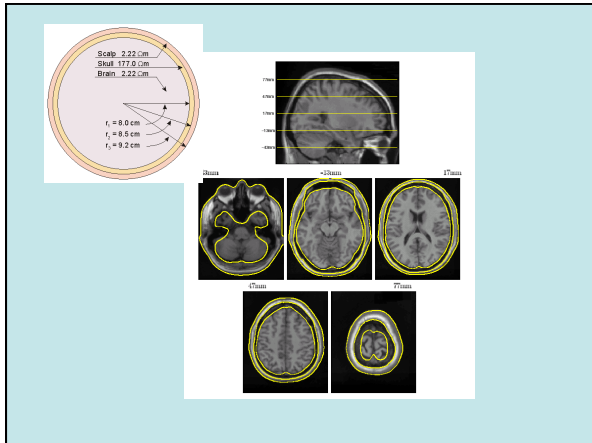 Scalp 2.22 Ωm
Skull 177.0 Ωm
Brain 2.22 Ωm
r1 = 8.0 cm
r2 = 8.5 cm
r3 = 9.2 cm
77mm
47mm
17mm
-13mm
-43mm
3mm
-13mm
17mm
47mm
77mm